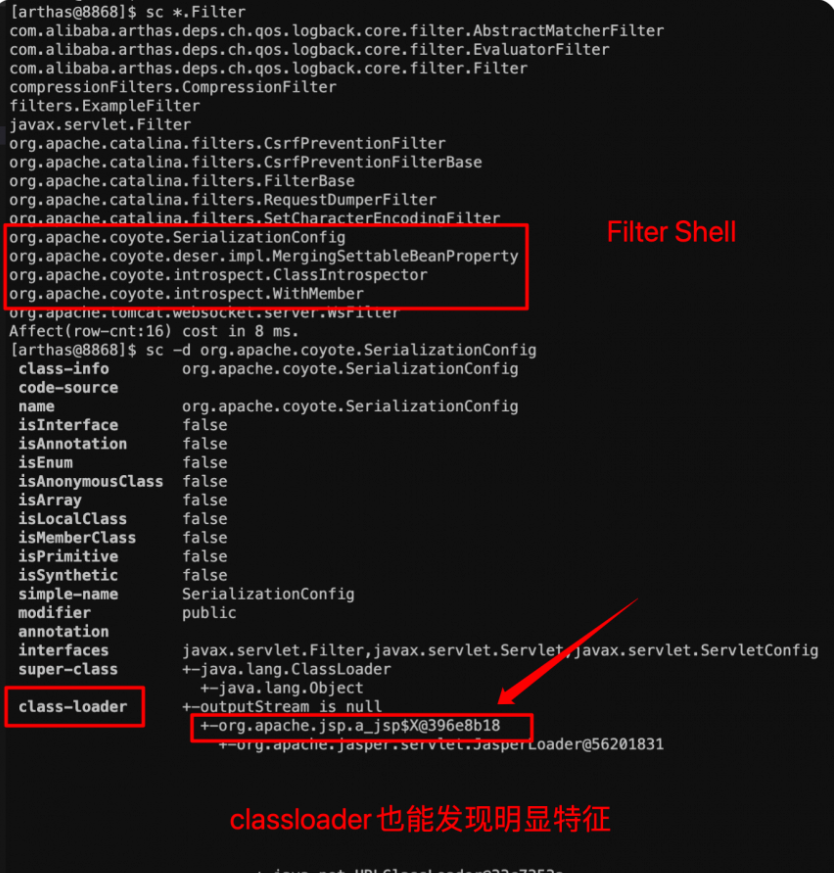 [arthas@8868]$ sc *.Filter
com.alibaba.arthas.deps.ch.qos.logback.core.filter.AbstractMatcherFilter
com.alibaba.arthas.deps.ch.qos.logback.core.filter.EvaluatorFilter
com.alibaba.arthas.deps.ch.qos.logback.core.filter.Filter
compressionFilters.CompressionFilter
filters.ExampleFilter
javax.servlet.Filter
org.apache.catalina.filters.CsrfPreventionFilter
org.apache.catalina.filters.CsrfPreventionFilterBase
org.apache.catalina.filters.FilterBase
org.apache.catalina.filters.RequestDumperFilter
org.apache.catalina.filters.SetCharacterEncodingFilter
org.apache.coyote.SerializationConfig
Filter Shell
org.apache.coyote.deser.impl.MergingSettableBeanProperty
org.apache.coyote.introspect.ClassIntrospector
org.apache.coyote.introspect.WithMember
org.apache.tomcat.websocket.server.WsFilter
Affect(row-cnt:16) cost in 8 ms.
[arthas@8868]$ sc -d org.apache.coyote.SerializationConfig
class-info org.apache.coyote.SerializationConfig
code-source
name org.apache.coyote.SerializationConfig
isInterface false
isAnnotation false
isEnum false
isAnonymousClass false
isArray false
isLocalClass false
isMemberClass false
isPrimitive false
isSynthetic false
simple-name SerializationConfig
modifier public
annotation
interfaces javax.servlet.Filter,javax.servlet.Servlet,javax.servlet.ServletConfig
super-class +-java.lang.ClassLoader
+-java.lang.Object
class-loader +-outputStream is null
+-org.apache.jsp.a_jsp$X@396e8b18
+-org.apache.jasper.servlet.JasperLoader@56201831
classloader也能发现明显特征